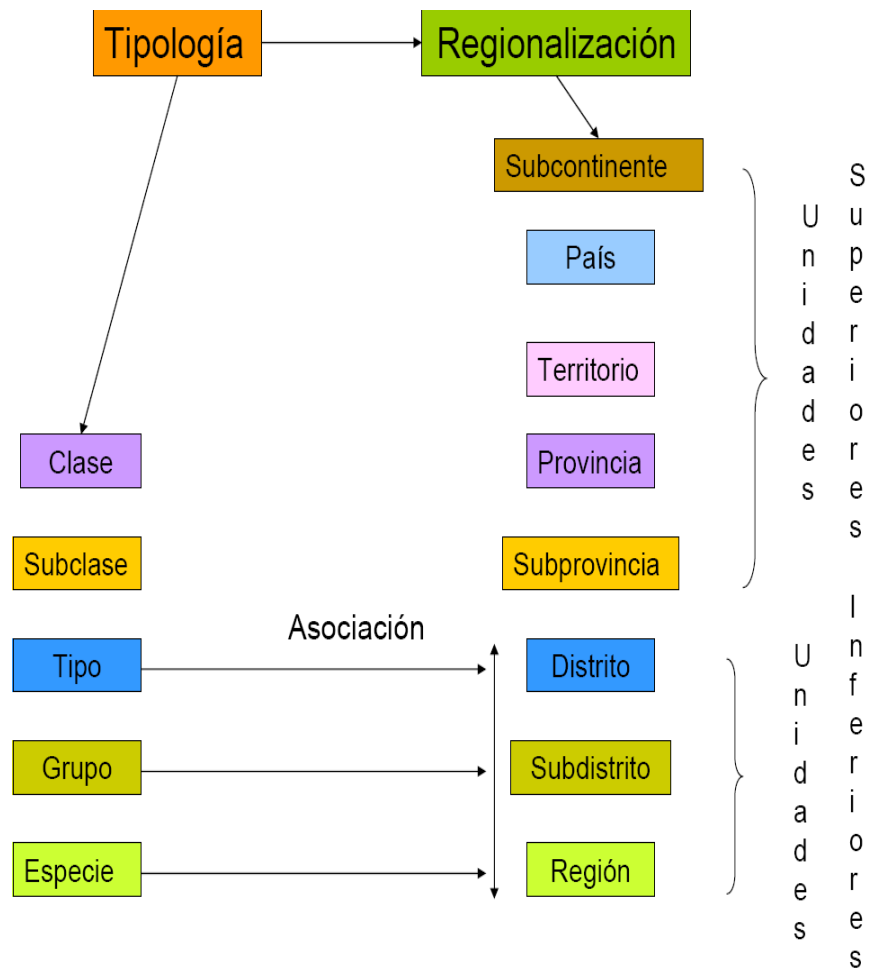 Tipología
Regionalización
Subcontinente
País
Territorio
Clase
Provincia
Subclase
Subprovincia
Asociación
Tipo
Distrito
Grupo
Subdistrito
Especie
Región
Unidades
Superiores
Unidades
Inferiores